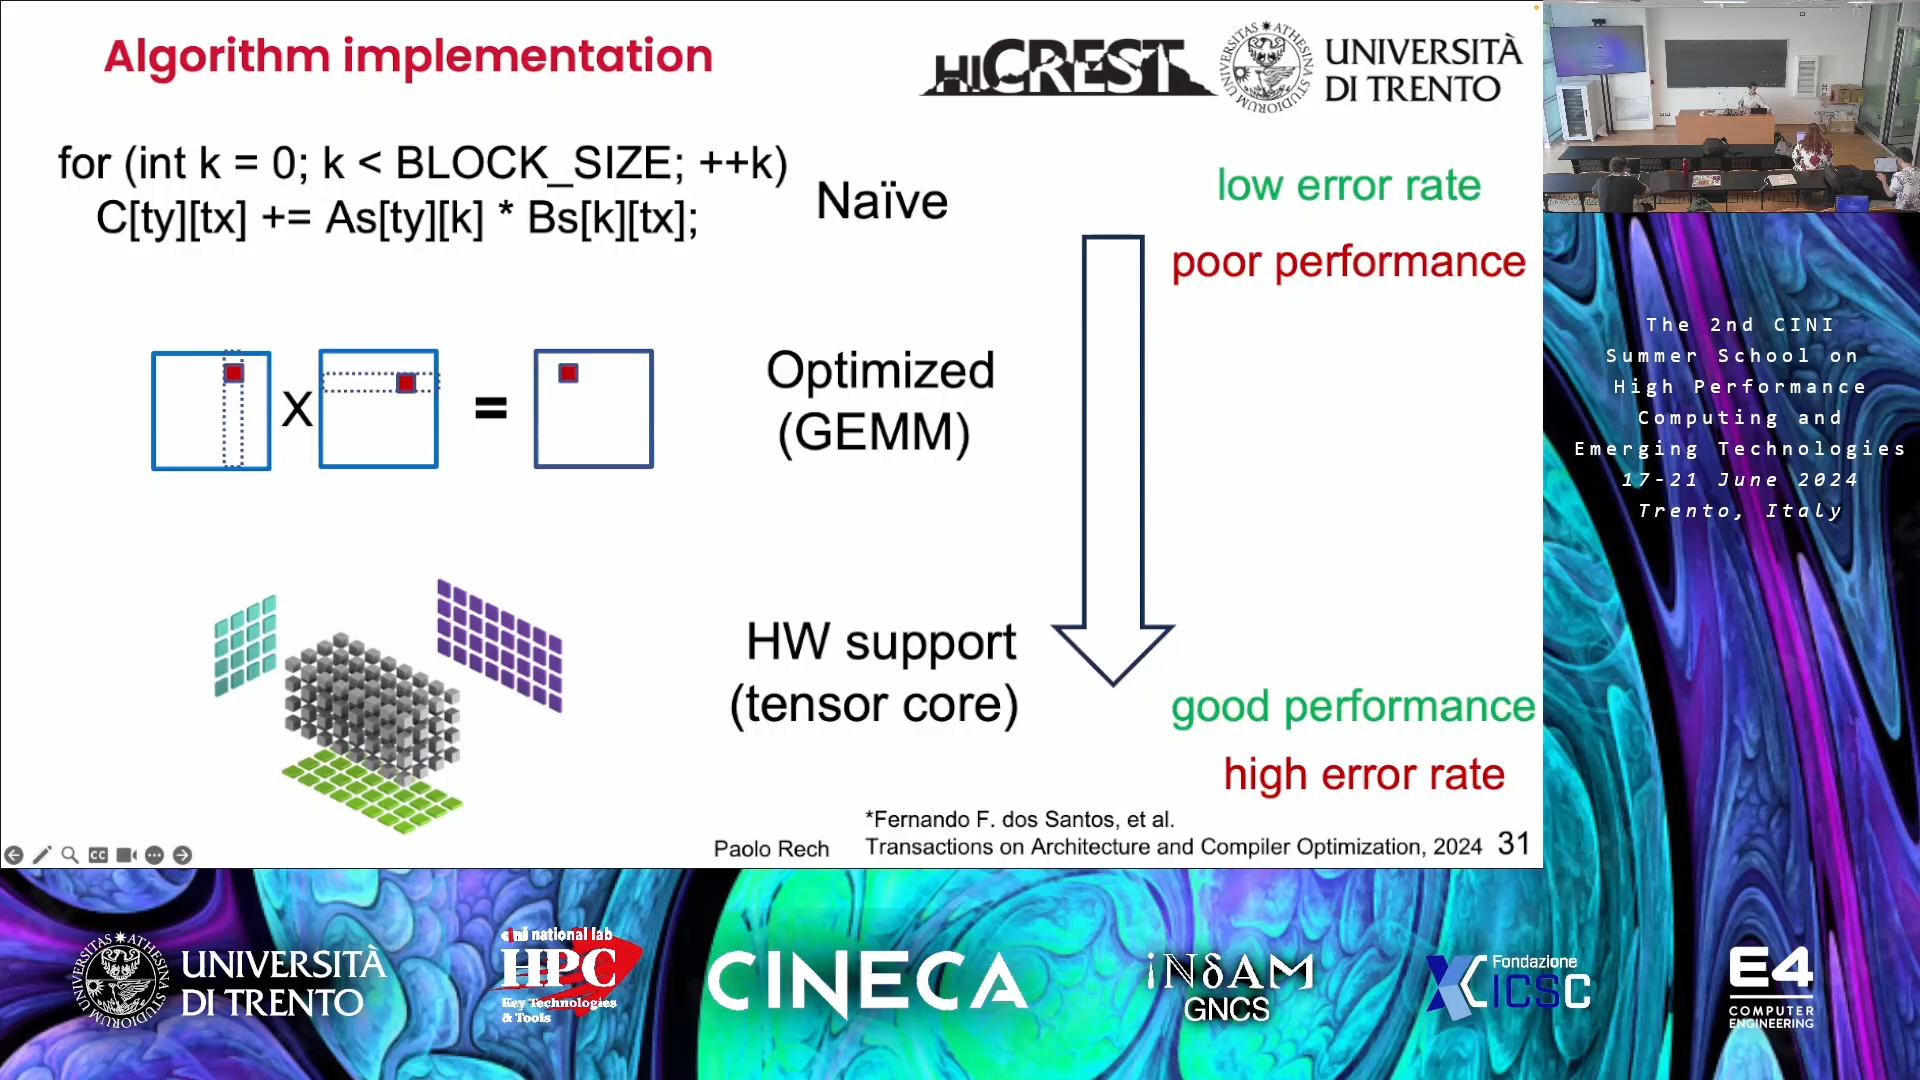 Algorithm implementation
HICREST
UNIVERSITÀ
DI TRENTO
for (int k = 0; k < BLOCK_SIZE; ++k)
C[ty][tx] += As[ty][k] * Bs[k][tx];
Naïve
low error rate
poor performance
X
=
Optimized
(GEMM)
HW support
(tensor core)
good performance
high error rate
*Fernando F. dos Santos, et al.
Paolo Rech
Transactions on Architecture and Compiler Optimization, 2024
31
CC
The 2nd CINI
Summer School on
High Performance
Computing and
Emerging Technologies
17-21 June 2024
Trento, Italy
UNIVERSITÀ
DI TRENTO
cini national lab
HPC
Key Technologies
& Tools
CINECA
iNδAM
GNCS
Fondazione
ICSC
E4
COMPUTER
ENGINEERING